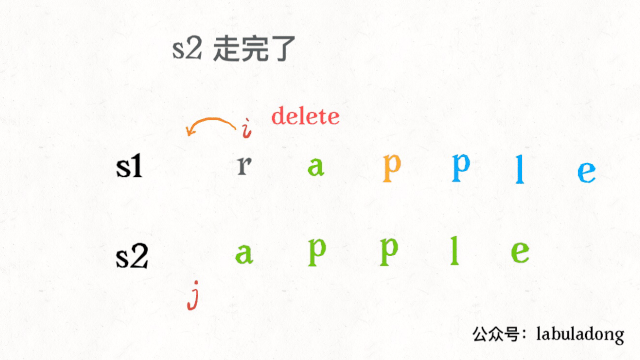 s2 走完了
i delete
s1 r a p p l e
s2 a p p l e
j
公众号：labuladong